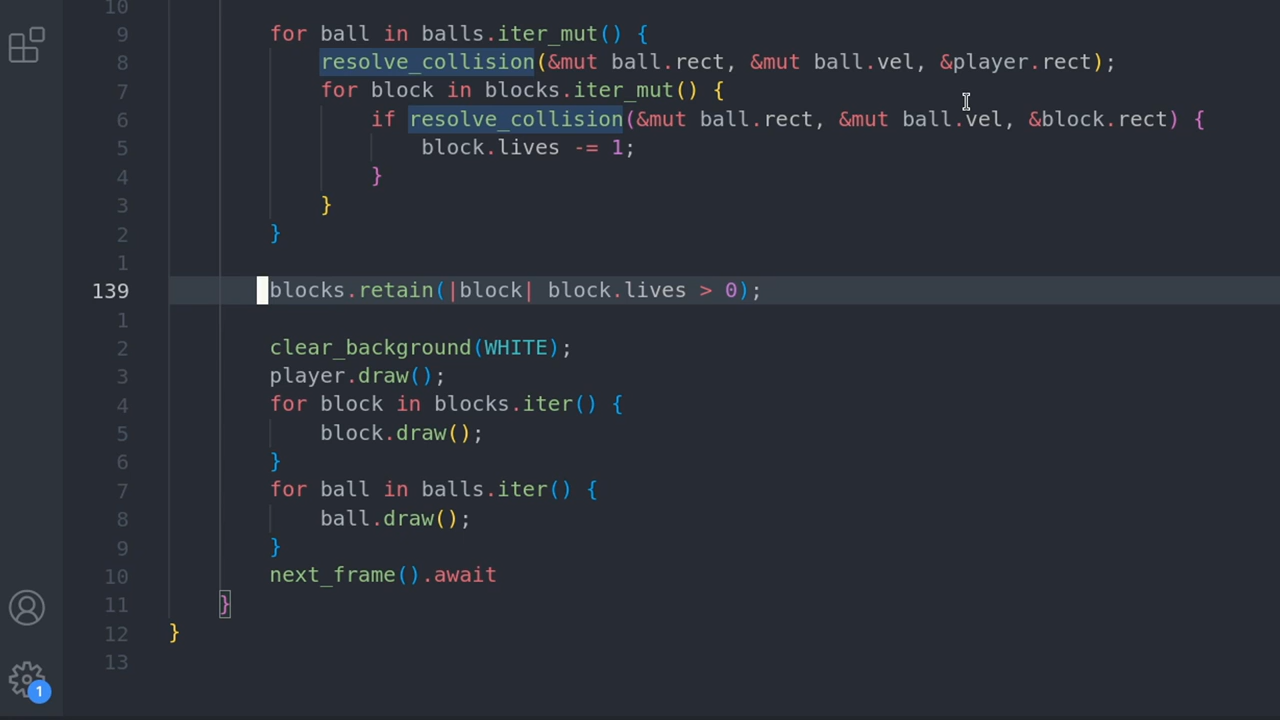 10
9 for ball in balls.iter_mut() {
8 resolve_collision(&mut ball.rect, &mut ball.vel, &player.rect);
7 for block in blocks.iter_mut() {
6 if resolve_collision(&mut ball.rect, &mut ball.vel, &block.rect) {
5 block.lives -= 1;
4 }
3 }
2 }
1
139 blocks.retain(|block| block.lives > 0);
1
2 clear_background(WHITE);
3 player.draw();
4 for block in blocks.iter() {
5 block.draw();
6 }
7 for ball in balls.iter() {
8 ball.draw();
9 }
10 next_frame().await
11 }
12 }
13
1